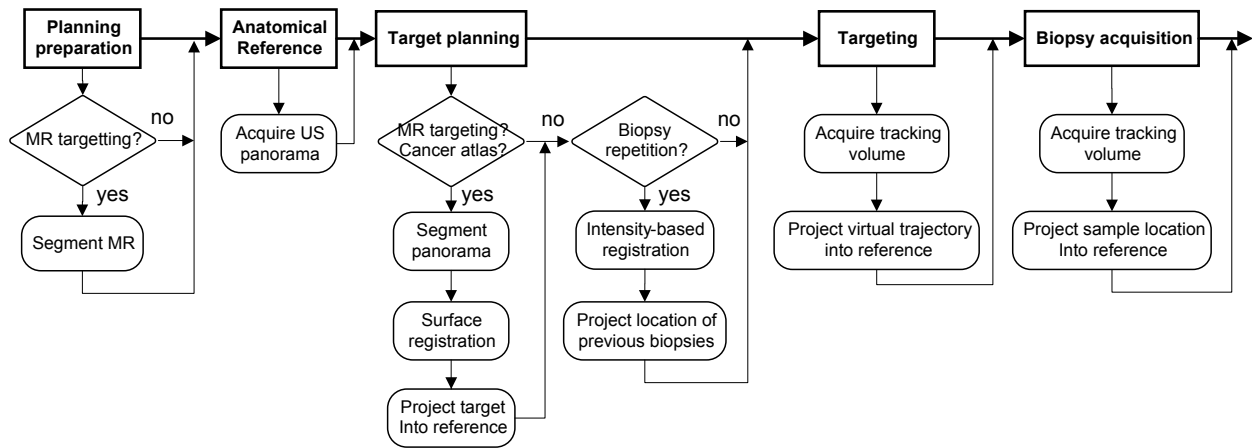 Planning
preparation
Anatomical
Reference
Target planning
Targeting
Biopsy acquisition
MR targetting?
no
yes
Segment MR
Acquire US
panorama
MR targeting?
Cancer atlas?
no
yes
Segment
panorama
Surface
registration
Project target
Into reference
Biopsy
repetition?
no
yes
Intensity-based
registration
Project location of
previous biopsies
Acquire tracking
volume
Project virtual trajectory
into reference
Acquire tracking
volume
Project sample location
Into reference